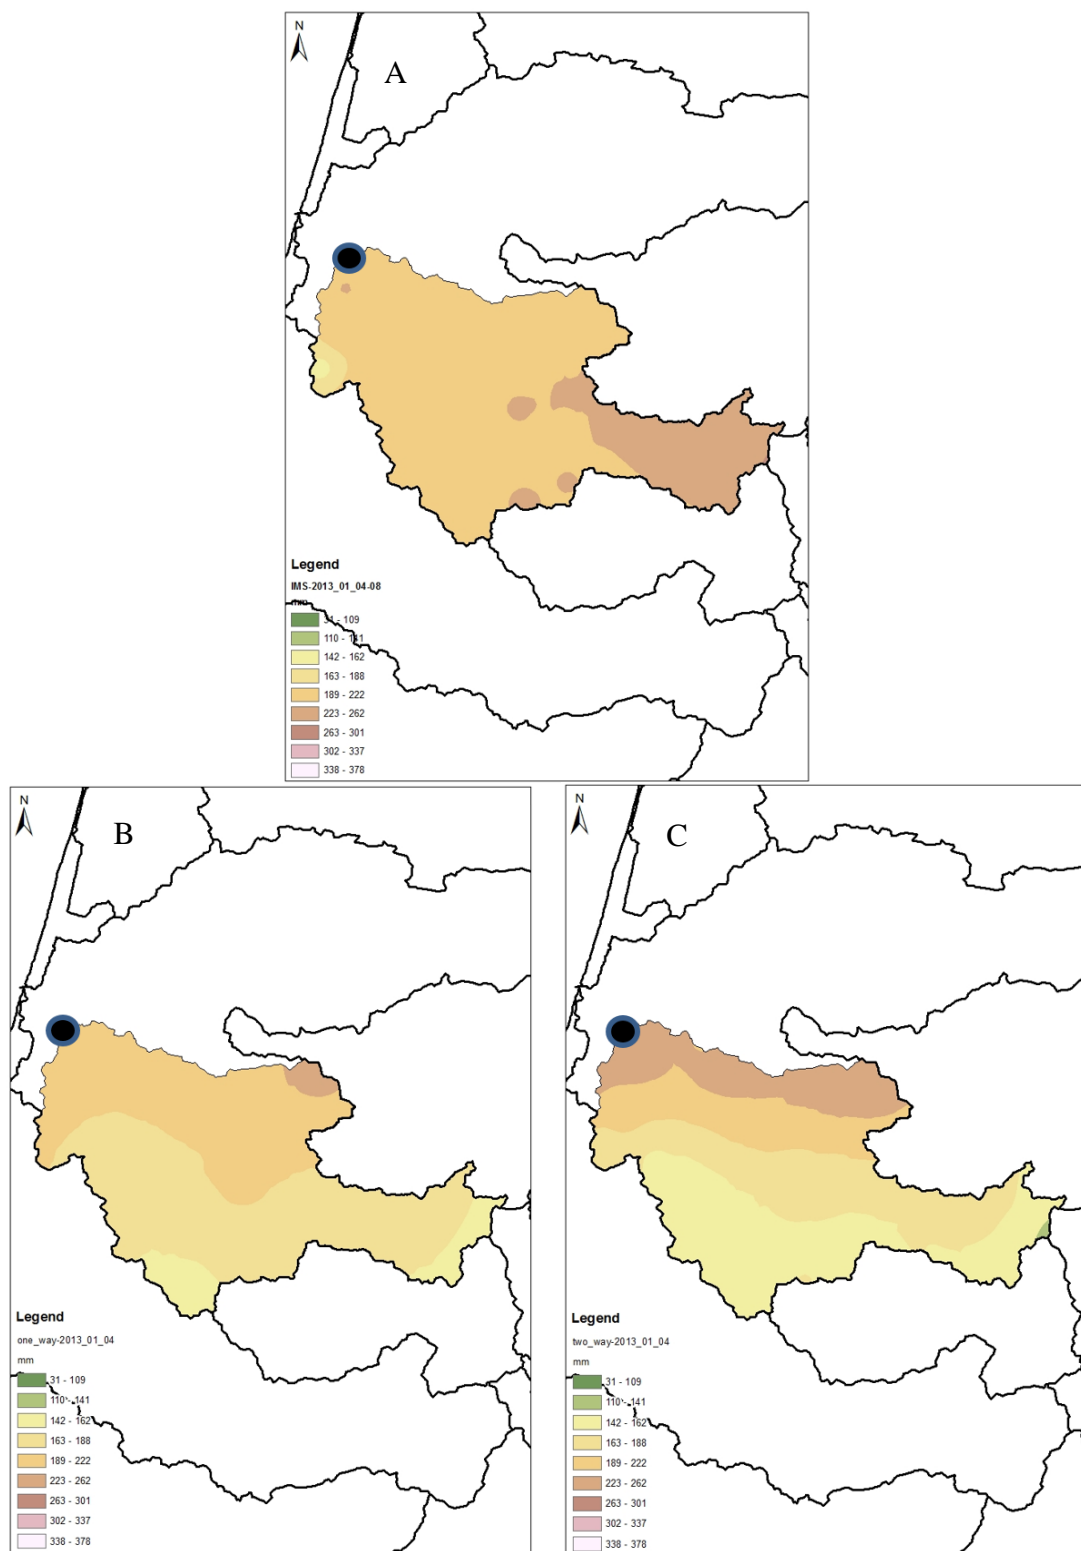 N
A
Legend
IMS-2013_01_04-08
mm
31 - 109
110 - 141
142 - 162
163 - 188
189 - 222
223 - 262
263 - 301
302 - 337
338 - 378
N
B
Legend
one_way-2013_01_04
mm
31 - 109
110 - 141
142 - 162
163 - 188
189 - 222
223 - 262
263 - 301
302 - 337
338 - 378
N
C
Legend
two_way-2013_01_04
mm
31 - 109
110 - 141
142 - 162
163 - 188
189 - 222
223 - 262
263 - 301
302 - 337
338 - 378